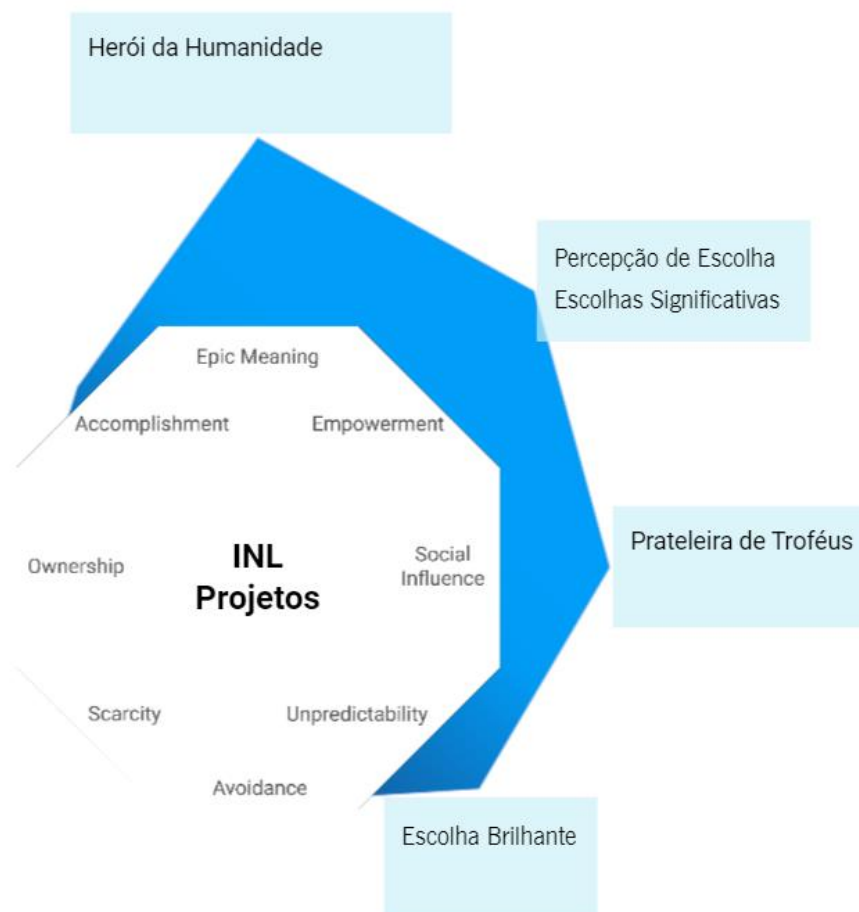 Herói da Humanidade
Percepção de Escolha
Escolhas Significativas
Epic Meaning
Accomplishment
Empowerment
Prateleira de Troféus
Ownership
INL
Projetos
Social
Influence
Scarcity
Unpredictability
Avoidance
Escolha Brilhante